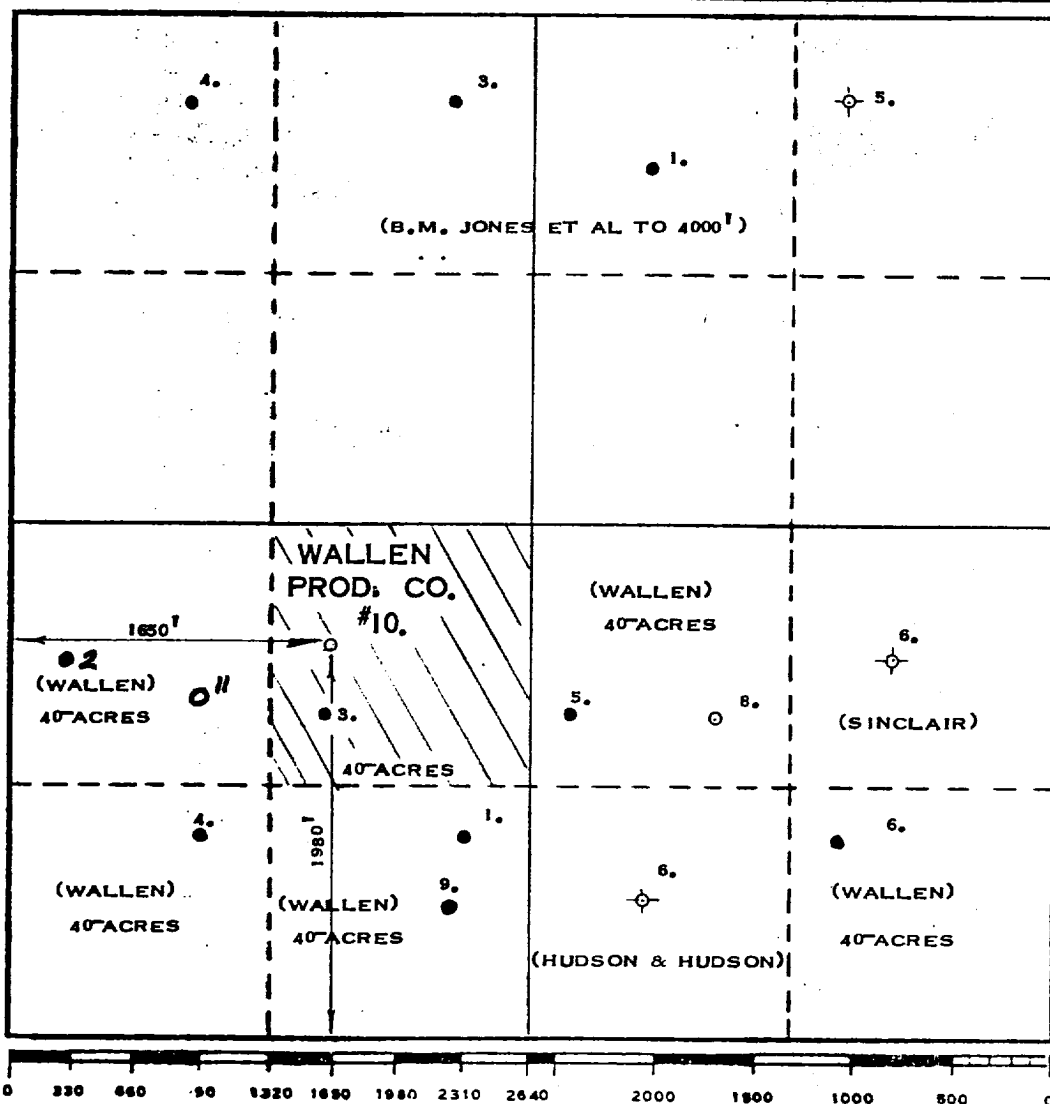 4.
3.
5.
1.
(B.M. JONES ET AL TO 4000')
WALLEN
PROD. CO.
#10.
1650'
(WALLEN)
40 ACRES
6.
2
(WALLEN)
40 ACRES
11
3.
5.
8.
(SINCLAIR)
40 ACRES
1980'
4.
1.
6.
(WALLEN)
40 ACRES
(WALLEN)
40 ACRES
9.
6.
(WALLEN)
40 ACRES
(HUDSON & HUDSON)
0 330 660 90 1320 1650 1980 2310 2640 2000 1500 1000 500 0